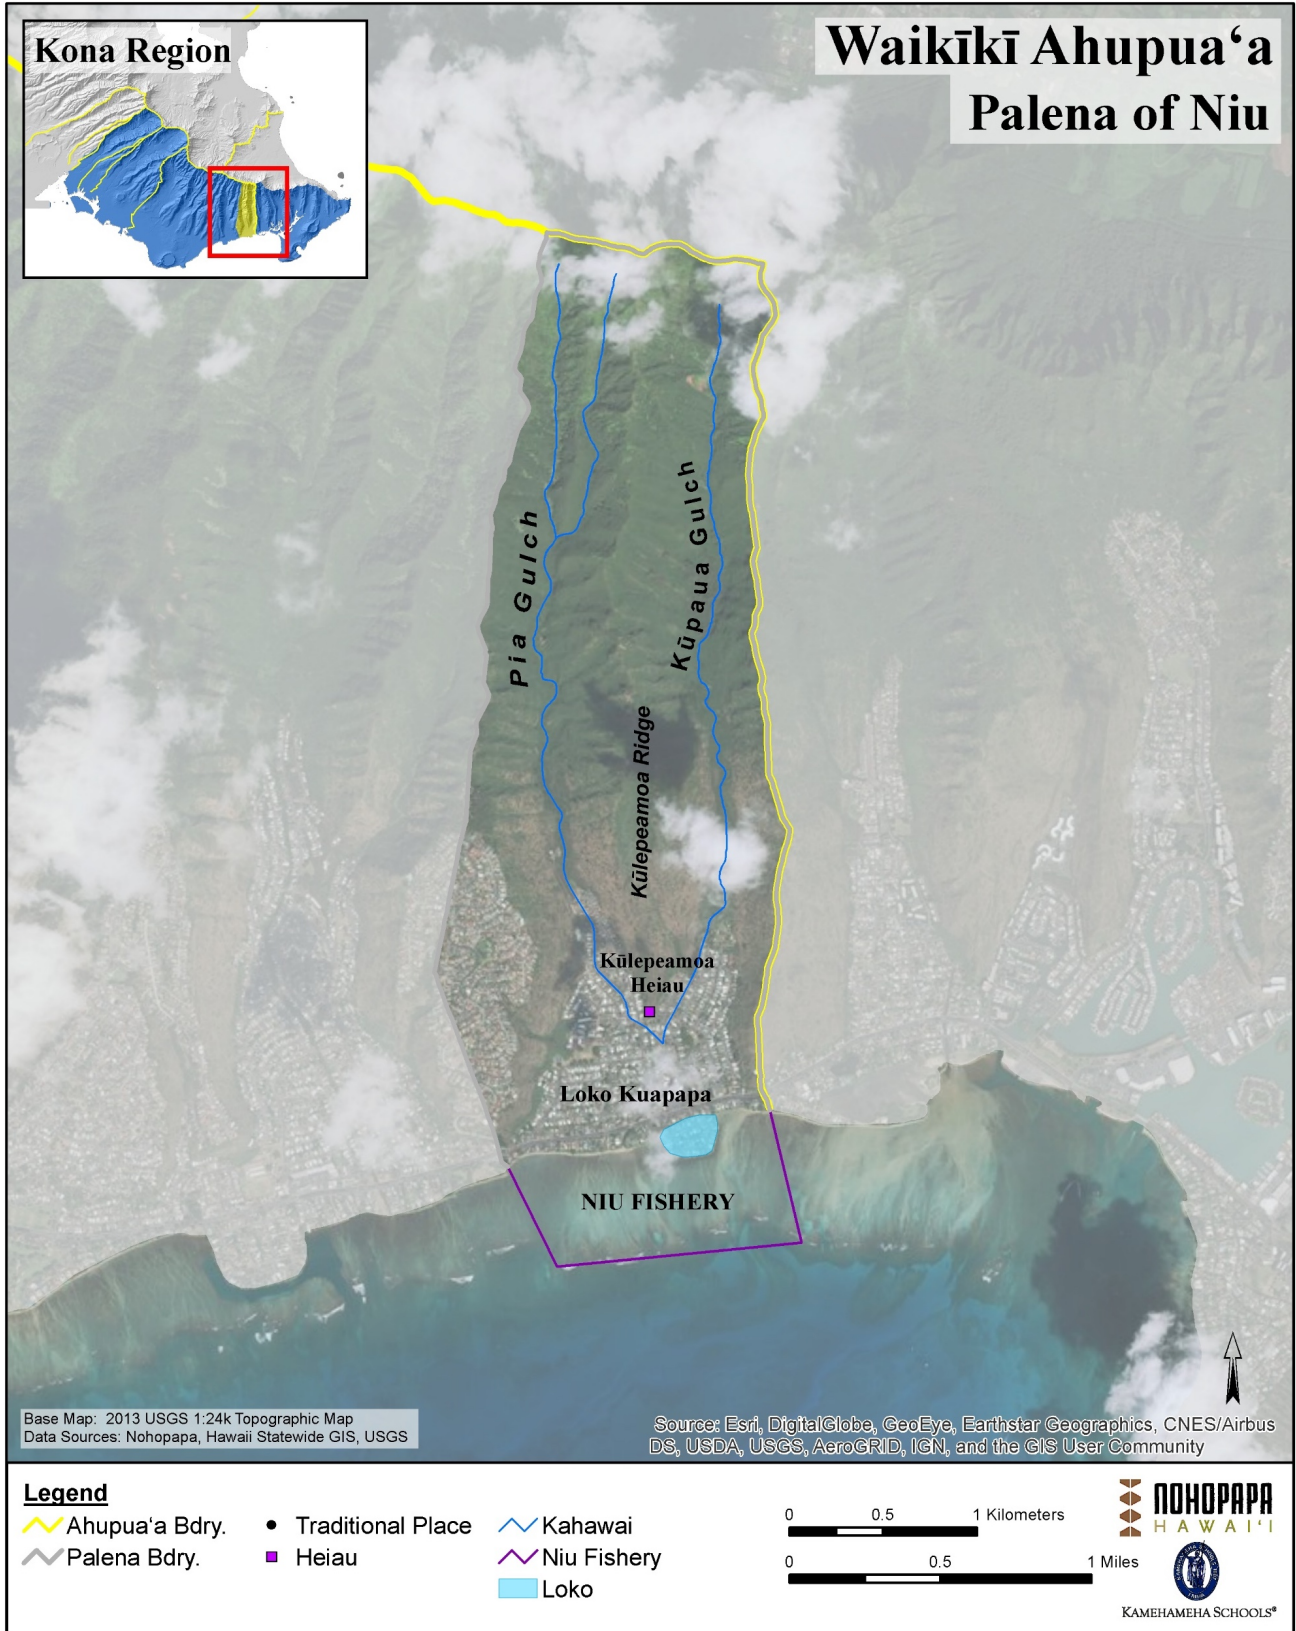 Kona Region
Waikīkī Ahupuaʻa
Palena of Niu
Pia Gulch
Kūpaua Gulch
Kūlepeamoa Ridge
Kūlepeamoa
Heiau
Loko Kuapapa
NIU FISHERY
Base Map: 2013 USGS 1:24k Topographic Map
Data Sources: Nohopapa, Hawaii Statewide GIS, USGS
Source: Esri, DigitalGlobe, GeoEye, Earthstar Geographics, CNES/Airbus
DS, USDA, USGS, AeroGRID, IGN, and the GIS User Community
Legend
Ahupuaʻa Bdry.
Palena Bdry.
Traditional Place
Heiau
Kahawai
Niu Fishery
Loko
0 0.5 1 Kilometers
0 0.5 1 Miles
NOHOPAPA
HAWAIʻI
KAMEHAMEHA SCHOOLS®